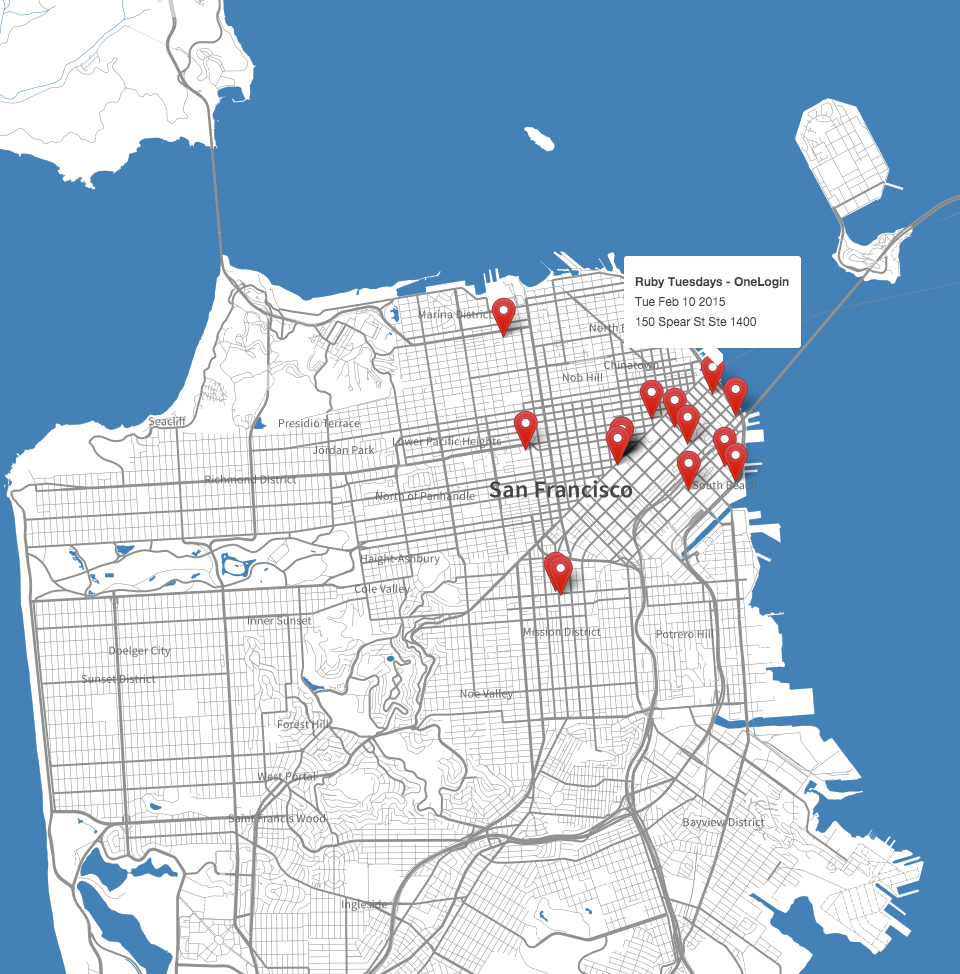 Ruby Tuesdays - OneLogin
Tue Feb 10 2015
150 Spear St Ste 1400
Marina District
North
Chinatown
Nob Hill
Seacliff
Presidio Terrace
Jordan Park
Lower Pacific Heights
Richmond District
North of Panhandle
San Francisco
South Beach
Haight-Ashbury
Cole Valley
Inner Sunset
Mission District
Potrero Hill
Doelger City
Sunset District
Noe Valley
Forest Hill
West Portal
Saint Francis Wood
Bayview District
Ingleside